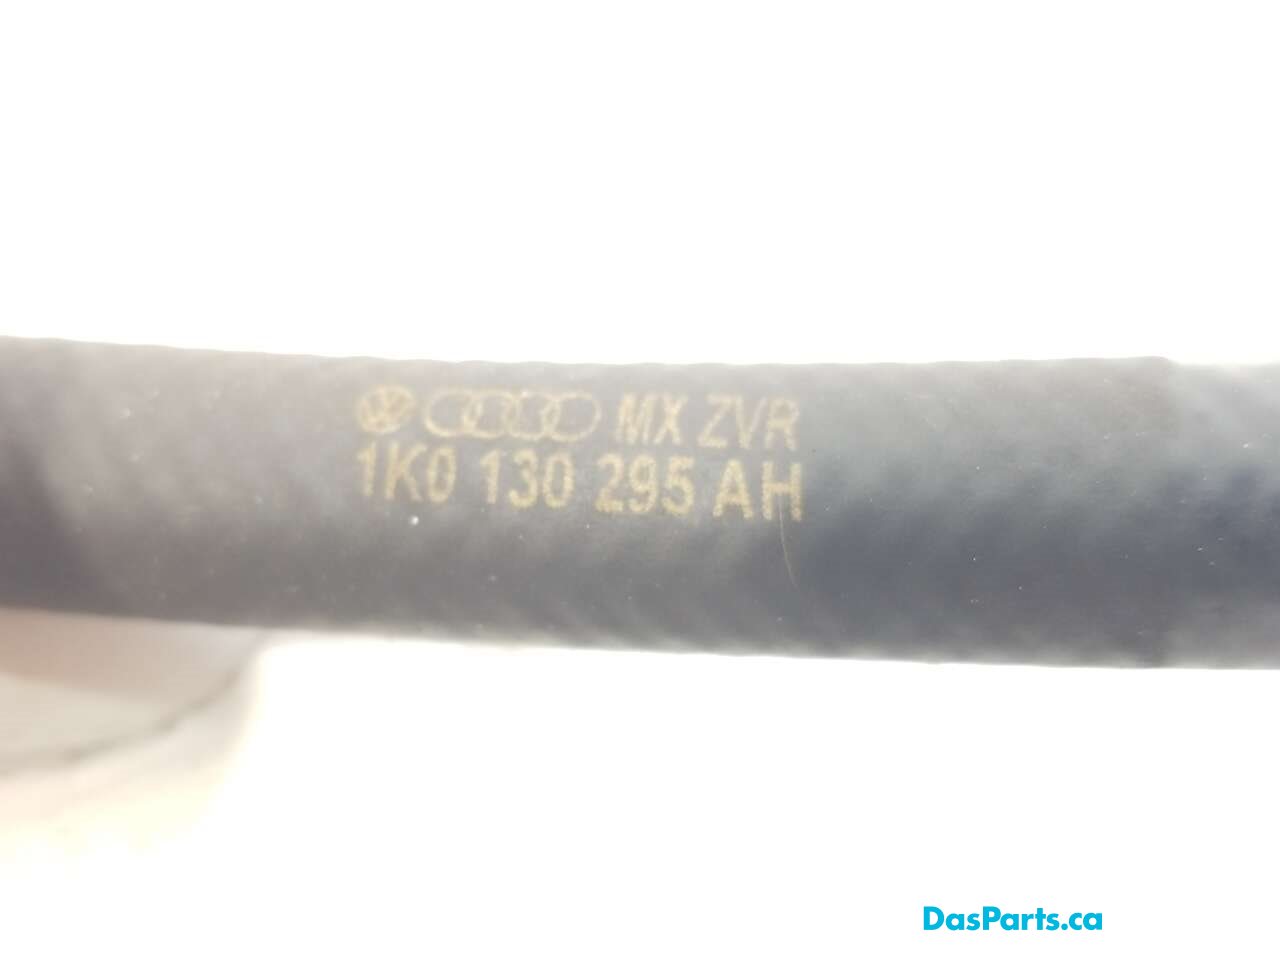 MX ZVR
1K0 130 295 AH
DasParts.ca